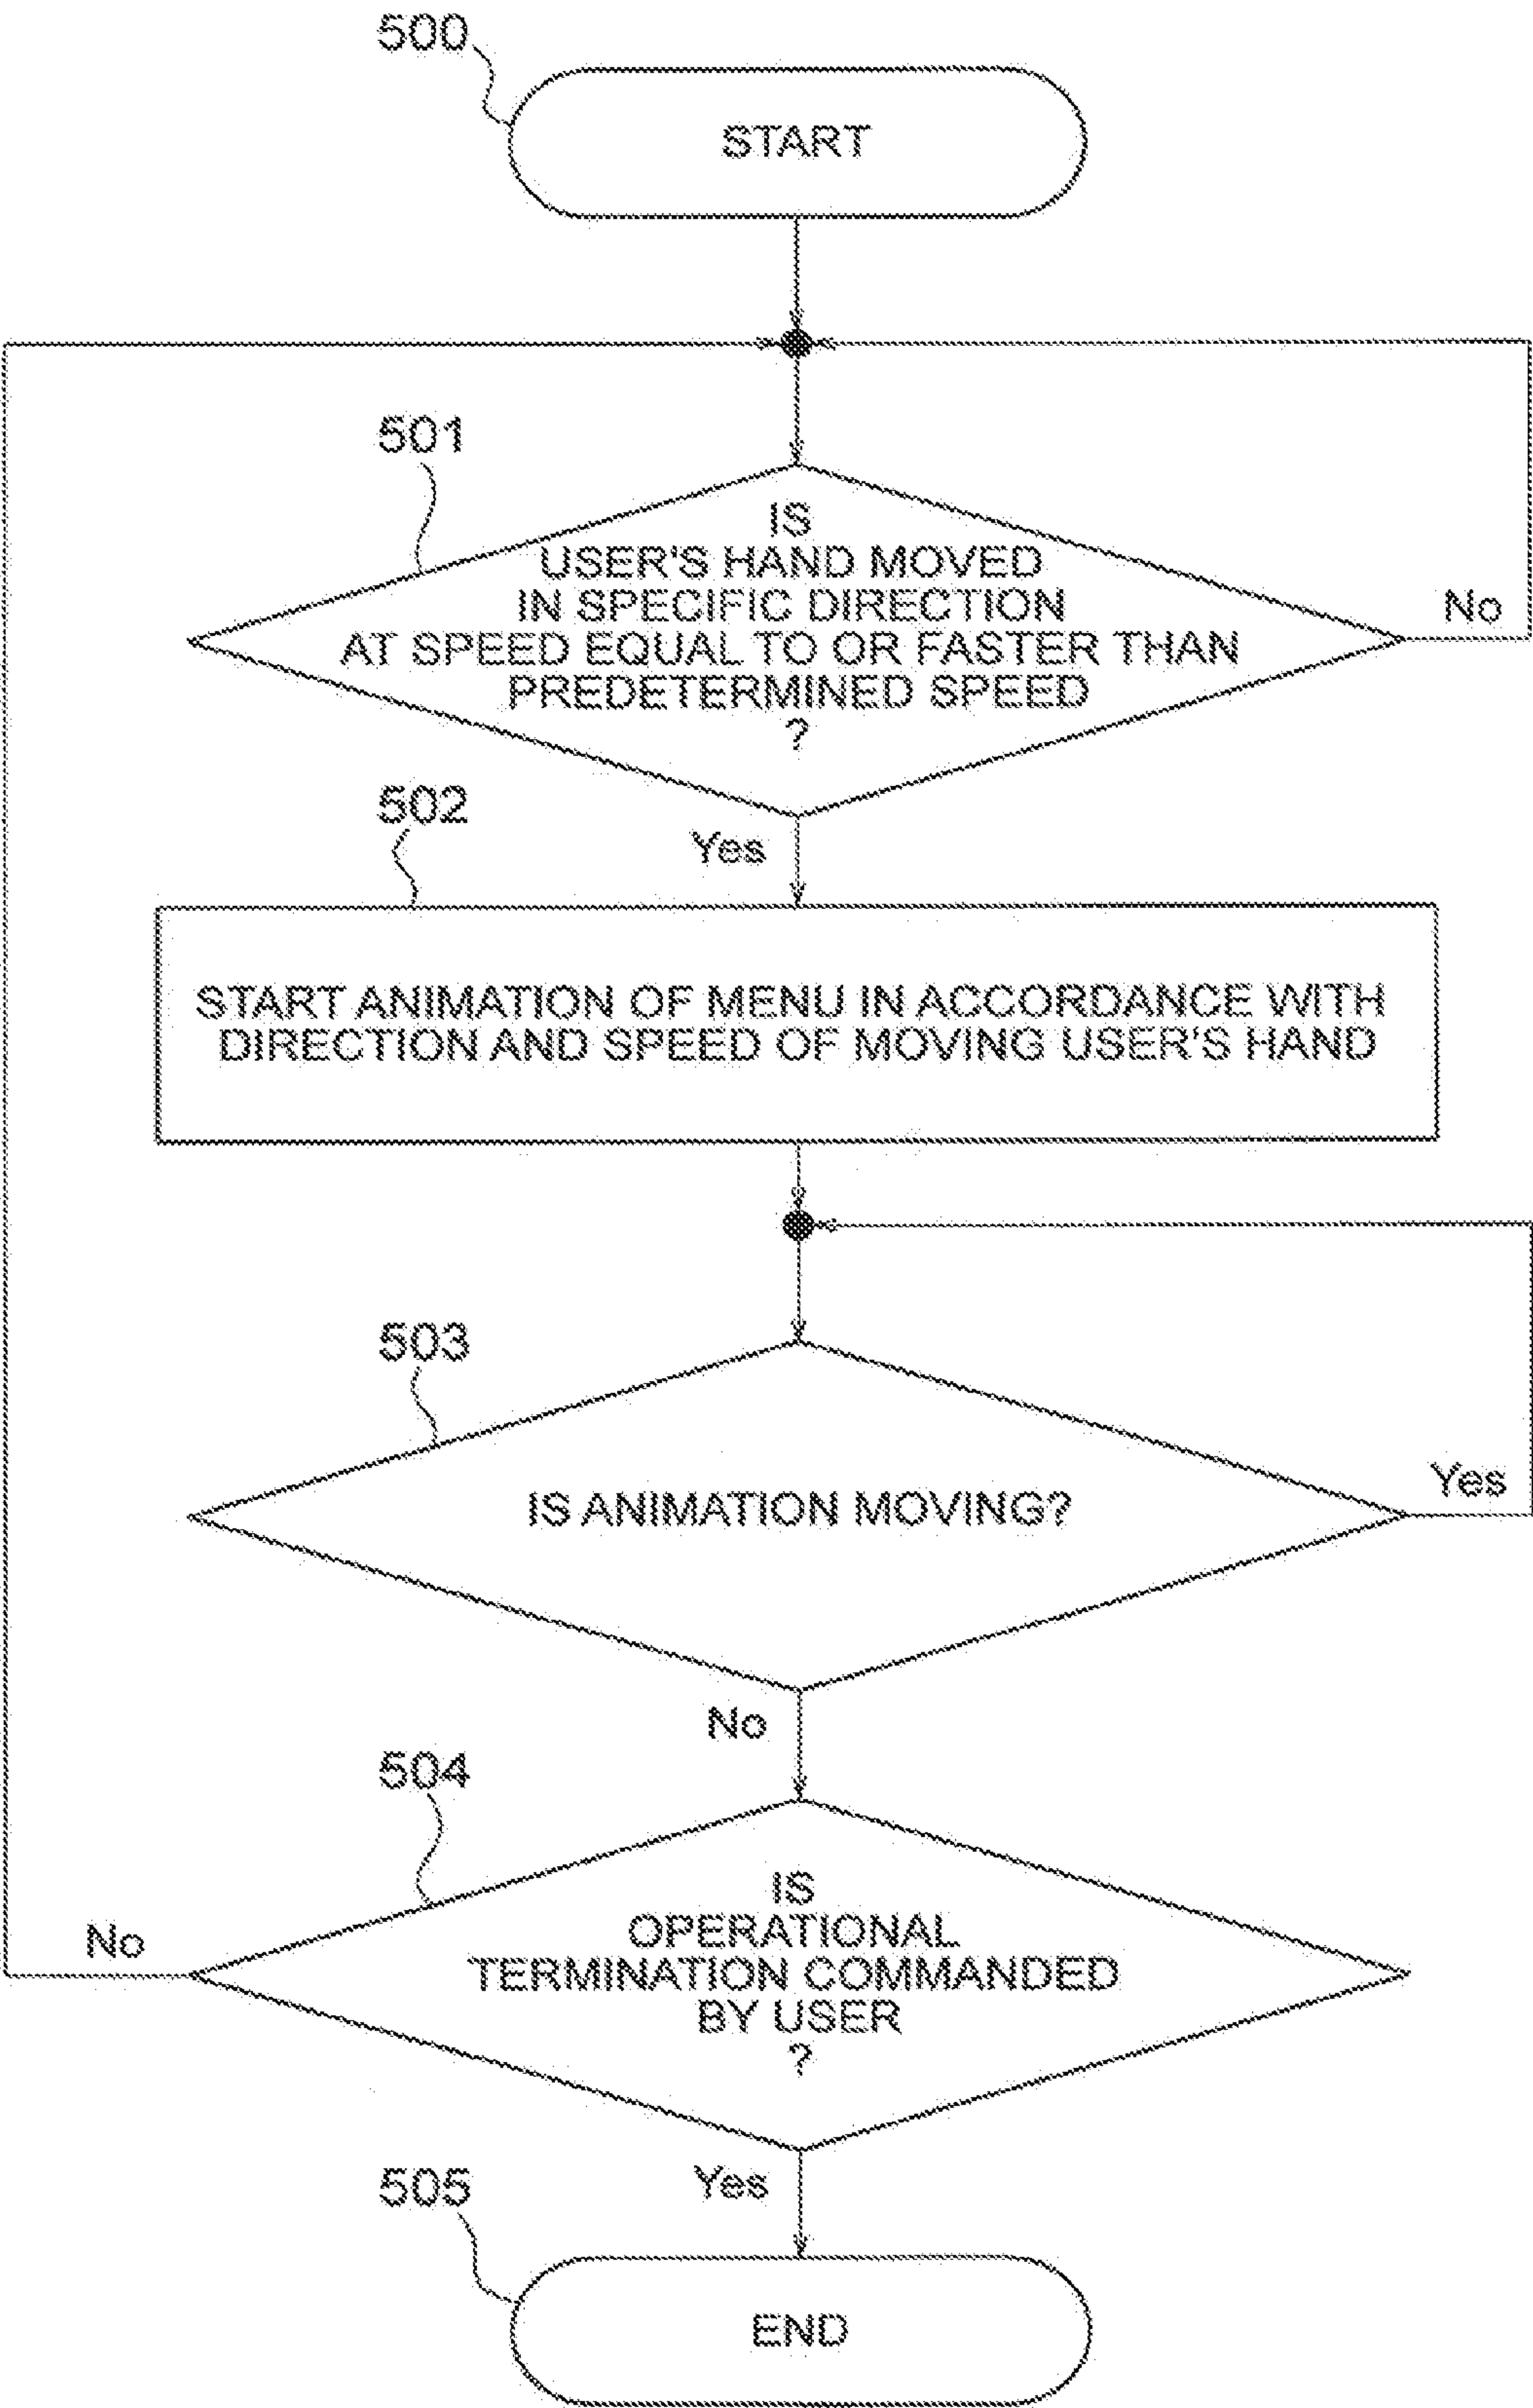 500
START
501
IS
USER'S HAND MOVED
IN SPECIFIC DIRECTION
AT SPEED EQUAL TO OR FASTER THAN
PREDETERMINED SPEED
?
No
Yes
502
START ANIMATION OF MENU IN ACCORDANCE WITH
DIRECTION AND SPEED OF MOVING USER'S HAND
503
IS ANIMATION MOVING?
Yes
No
504
IS
OPERATIONAL
TERMINATION COMMANDED
BY USER
?
No
Yes
505
END